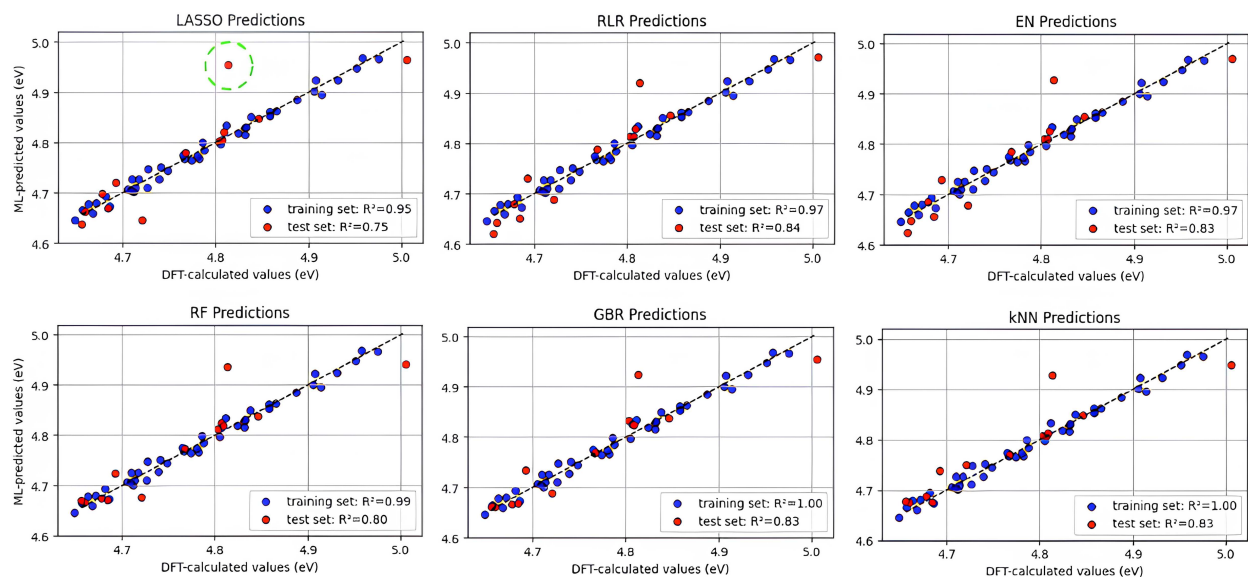 LASSO Predictions
ML-predicted values (eV)
5.0
4.9
4.8
4.7
4.6
training set: R²=0.95
test set: R²=0.75
4.7 4.8 4.9 5.0
DFT-calculated values (eV)
RLR Predictions
5.0
4.9
4.8
4.7
4.6
training set: R²=0.97
test set: R²=0.84
4.7 4.8 4.9 5.0
DFT-calculated values (eV)
EN Predictions
5.0
4.9
4.8
4.7
4.6
training set: R²=0.97
test set: R²=0.83
4.7 4.8 4.9 5.0
DFT-calculated values (eV)
RF Predictions
ML-predicted values (eV)
5.0
4.9
4.8
4.7
4.6
training set: R²=0.99
test set: R²=0.80
4.7 4.8 4.9 5.0
DFT-calculated values (eV)
GBR Predictions
5.0
4.9
4.8
4.7
4.6
training set: R²=1.00
test set: R²=0.83
4.7 4.8 4.9 5.0
DFT-calculated values (eV)
kNN Predictions
5.0
4.9
4.8
4.7
4.6
training set: R²=1.00
test set: R²=0.83
4.7 4.8 4.9 5.0
DFT-calculated values (eV)